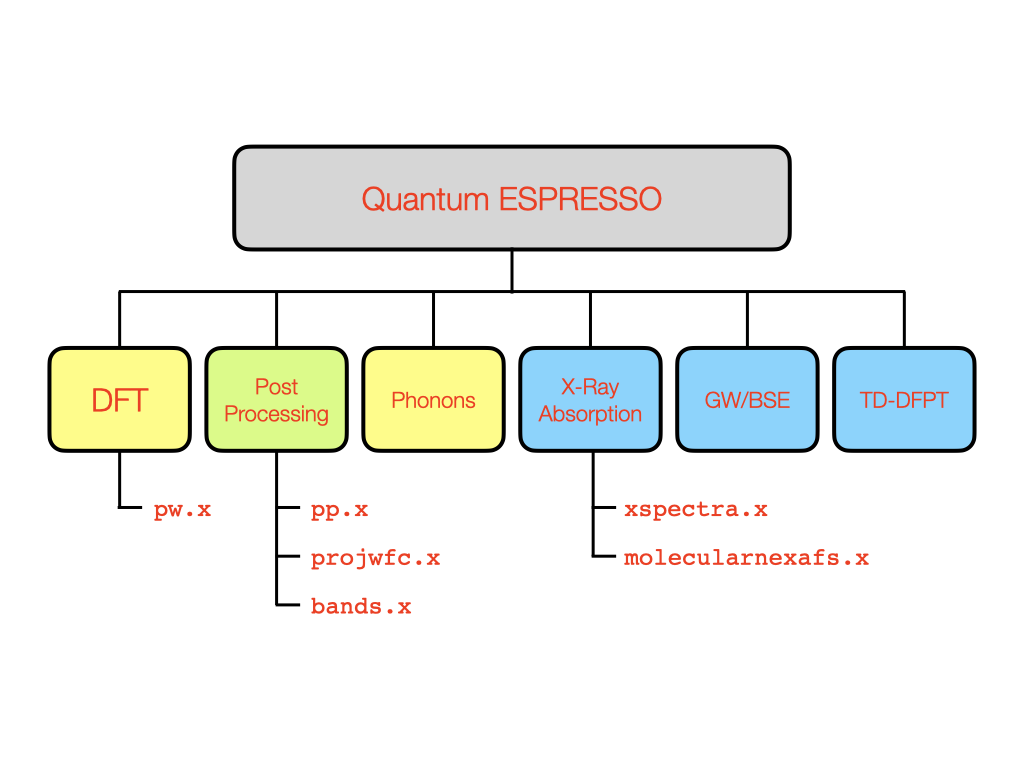 Quantum ESPRESSO
DFT
Post
Processing
Phonons
X-Ray
Absorption
GW/BSE
TD-DFPT
pw.x
pp.x
projwfc.x
bands.x
xspectra.x
molecularnexafs.x